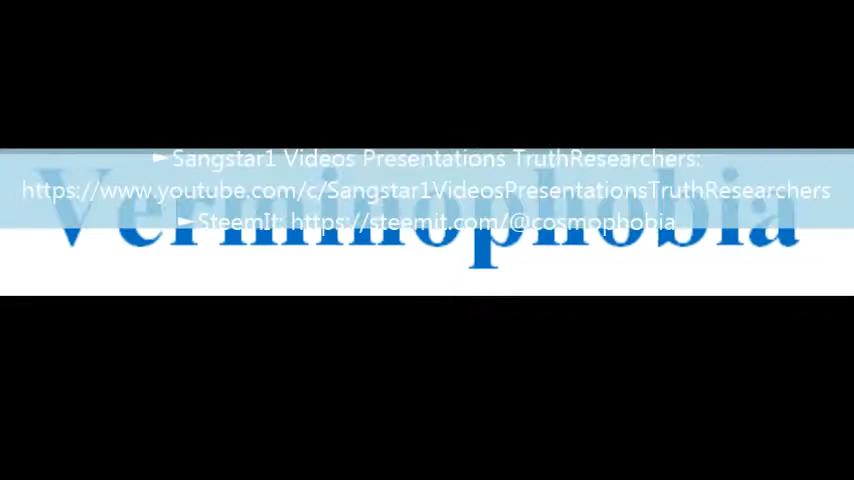 ►Sangstar1 Videos Presentations TruthResearchers:
https://www.youtube.com/c/Sangstar1VideosPresentationsTruthResearchers
►SteemIt: https://steemit.com/@cosmophobia
Verminophobia